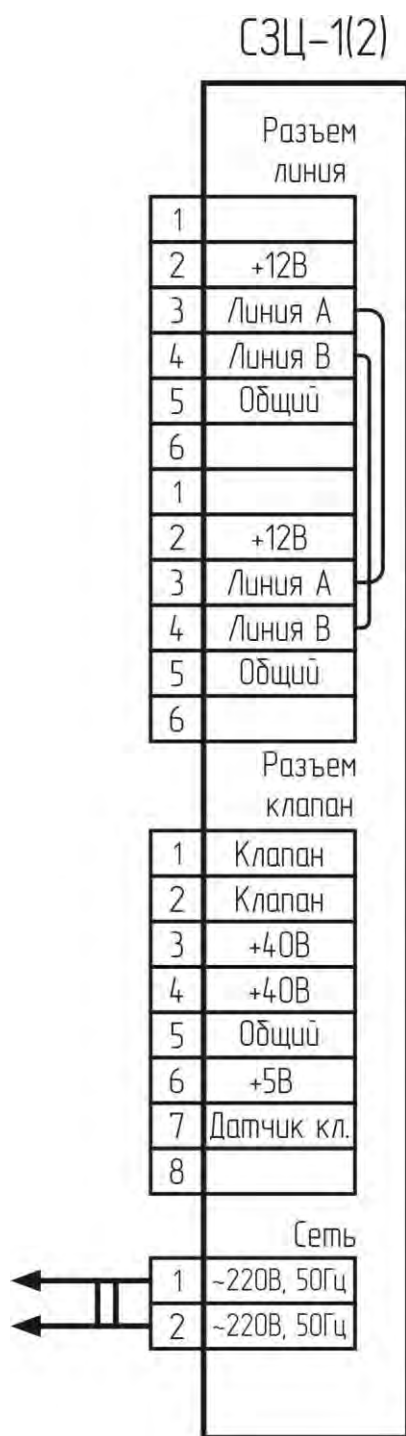 СЗЦ-1(2)
Разъем
линия
1
2 +12В
3 Линия А
4 Линия В
5 Общий
6
1
2 +12В
3 Линия А
4 Линия В
5 Общий
6
Разъем
клапан
1 Клапан
2 Клапан
3 +40В
4 +40В
5 Общий
6 +5В
7 Датчик кл.
8
Сеть
1 ~220В, 50Гц
2 ~220В, 50Гц